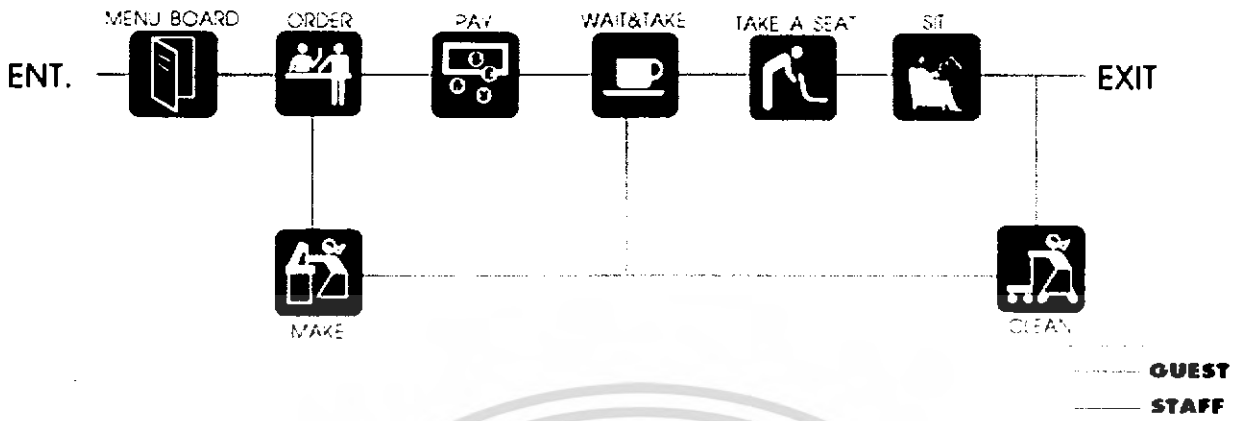 MENU BOARD
ORDER
PAY
WAIT&TAKE
TAKE A SEAT
SIT
ENT.
EXIT
MAKE
CLEAN
GUEST
STAFF